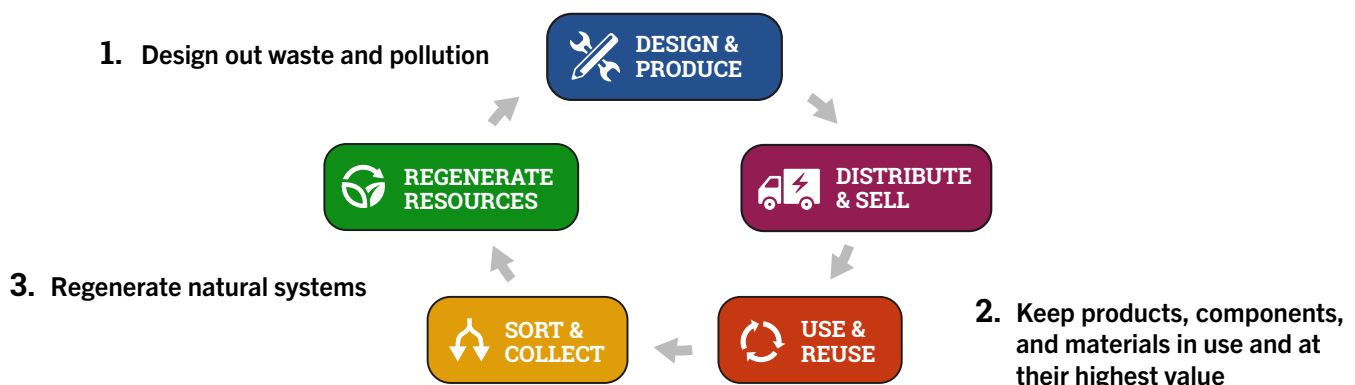 1. Design out waste and pollution
DESIGN &
PRODUCE
REGENERATE
RESOURCES
DISTRIBUTE
& SELL
3. Regenerate natural systems
SORT &
COLLECT
USE &
REUSE
2. Keep products, components,
and materials in use and at
their highest value